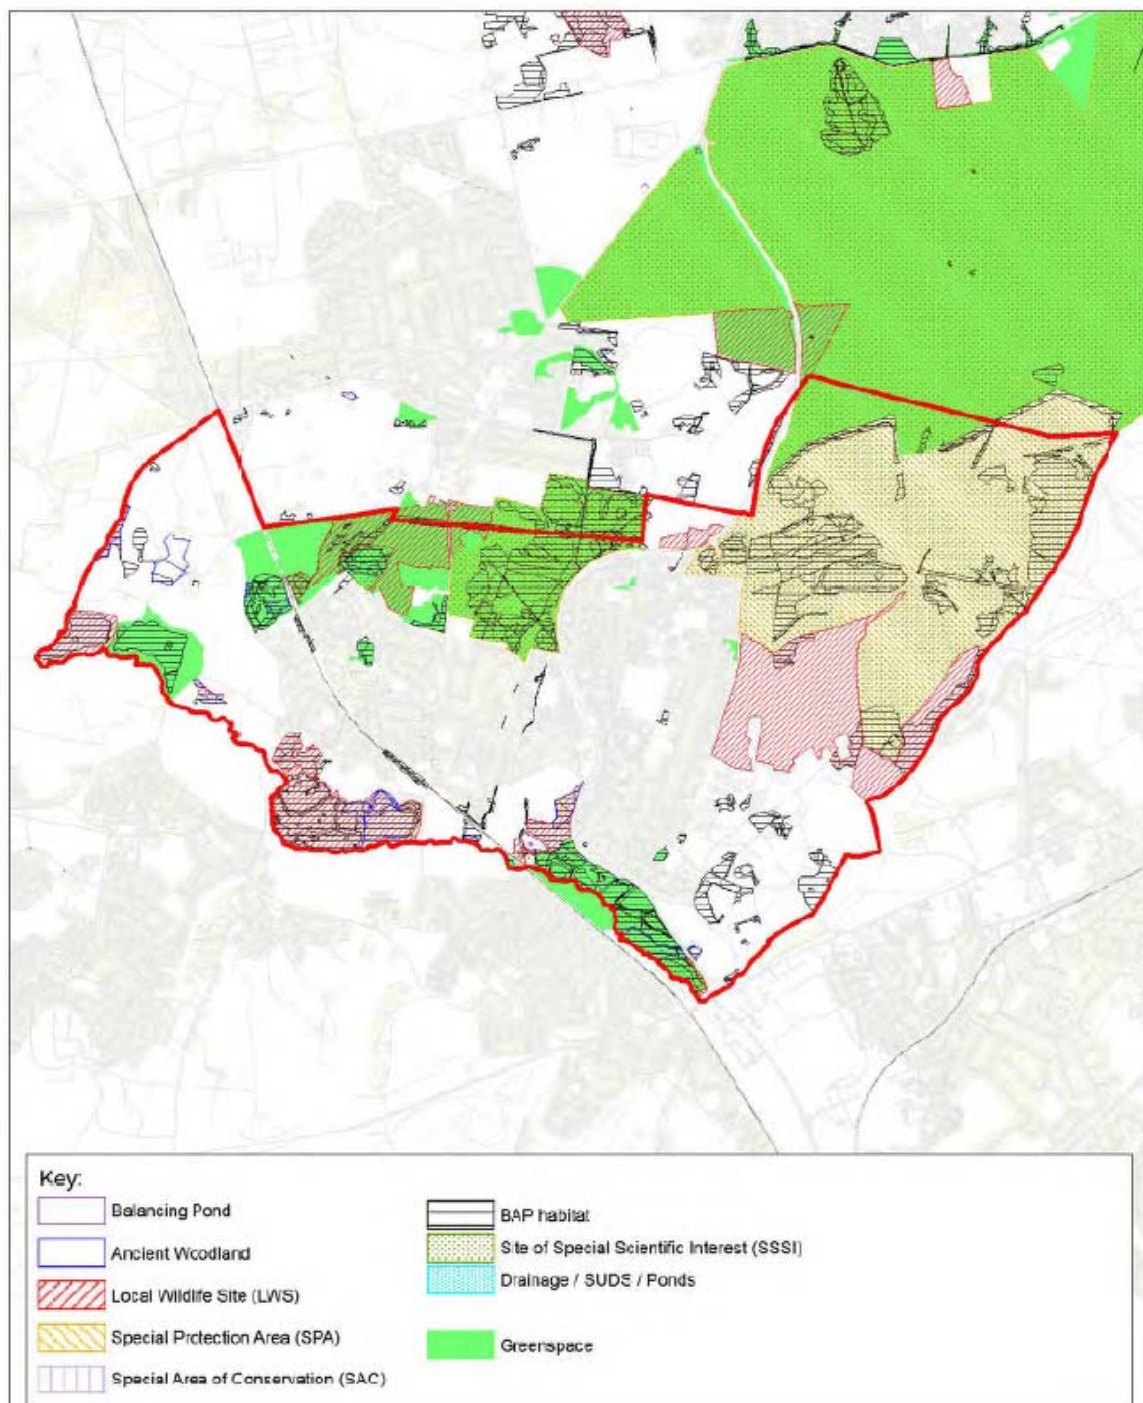 Key:
Balancing Pond
Ancient Woodland
Local Wildlife Site (LWS)
Special Protection Area (SPA)
Special Area of Conservation (SAC)
BAP habitat
Site of Special Scientific Interest (SSSI)
Drainage / SUDS / Ponds
Greenspace